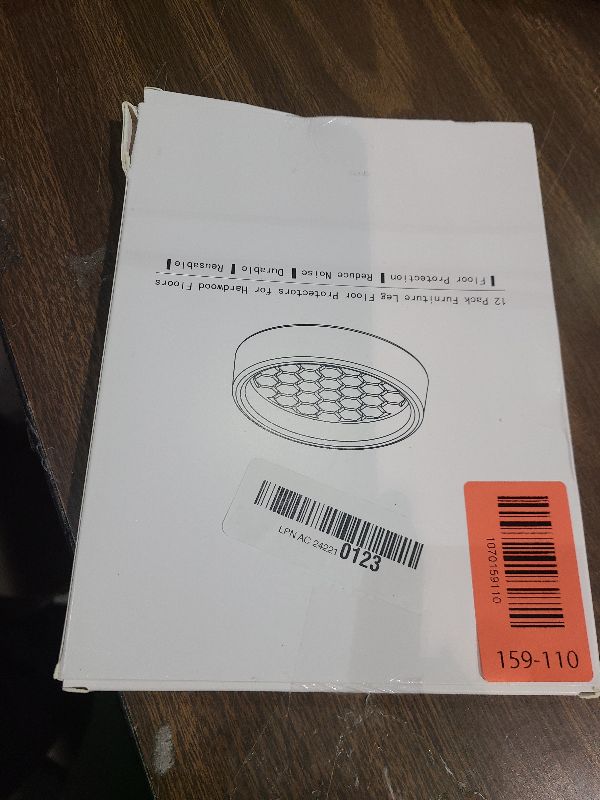 12 Pack Furniture Leg Floor Protectors for Hardwood Floors
▌Floor Protection ▌Reduce Noise ▌Durable ▌Reusable▌
LPN AC 24221 0123
1070159110
159-110